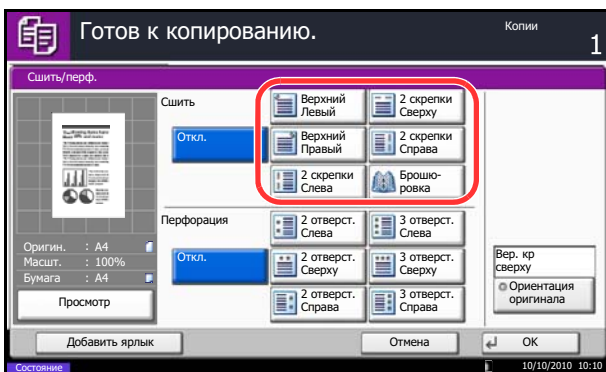 Готов к копированию.
Копии
1
Сшить/перф.
Сшить
Откл.
Верхний
Левый
2 скрепки
Сверху
Верхний
Правый
2 скрепки
Справа
2 скрепки
Слева
Брошю-
ровка
Перфорация
Откл.
2 отверст.
Слева
3 отверст.
Слева
2 отверст.
Сверху
3 отверст.
Сверху
2 отверст.
Справа
3 отверст.
Справа
Оригин. : A4
Масшт. : 100%
Бумага : A4
Просмотр
Вер. кр
сверху
Ориентация
оригинала
Добавить ярлык
Отмена
OK
Состояние
10/10/2010 10:10